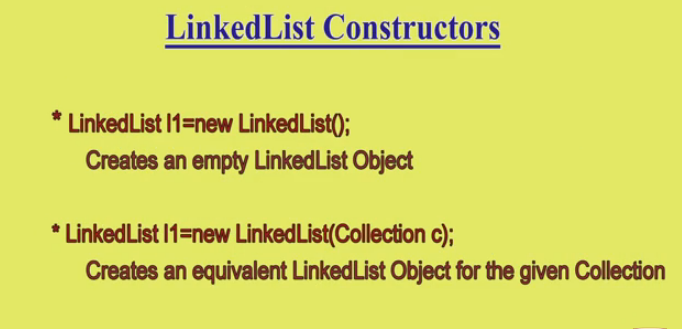 LinkedList Constructors
* LinkedList l1=new LinkedList();
Creates an empty LinkedList Object
* LinkedList l1=new LinkedList(Collection c);
Creates an equivalent LinkedList Object for the given Collection